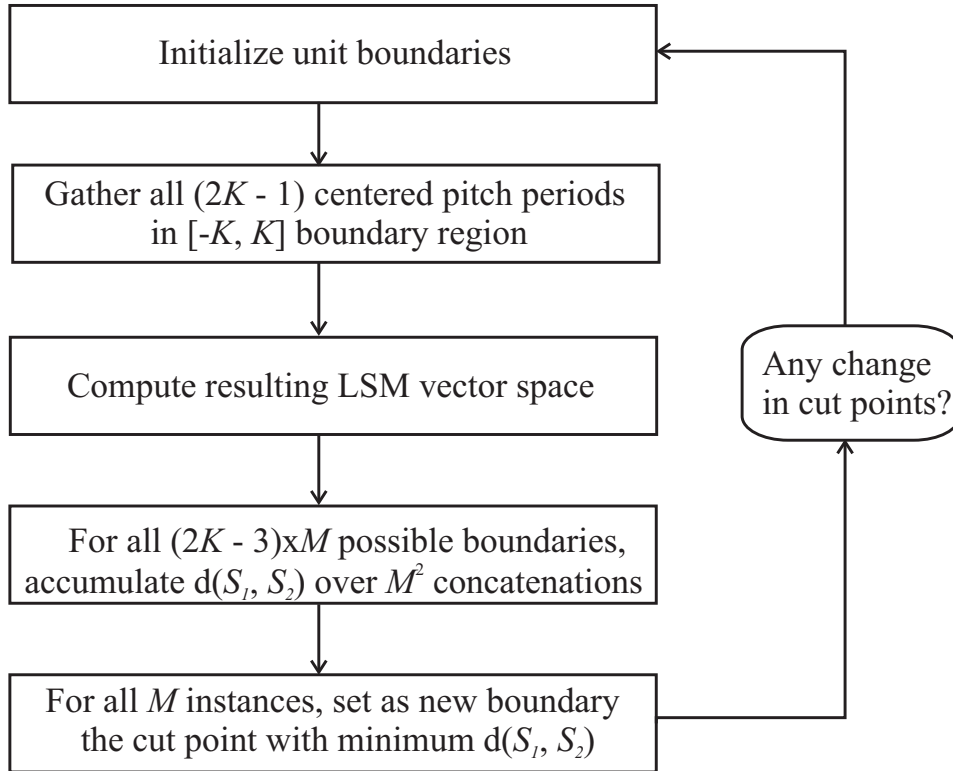 Initialize unit boundaries
Gather all (2K - 1) centered pitch periods
in [-K, K] boundary region
Compute resulting LSM vector space
For all (2K - 3)xM possible boundaries,
accumulate d(S₁, S₂) over M² concatenations
For all M instances, set as new boundary
the cut point with minimum d(S₁, S₂)
Any change
in cut points?